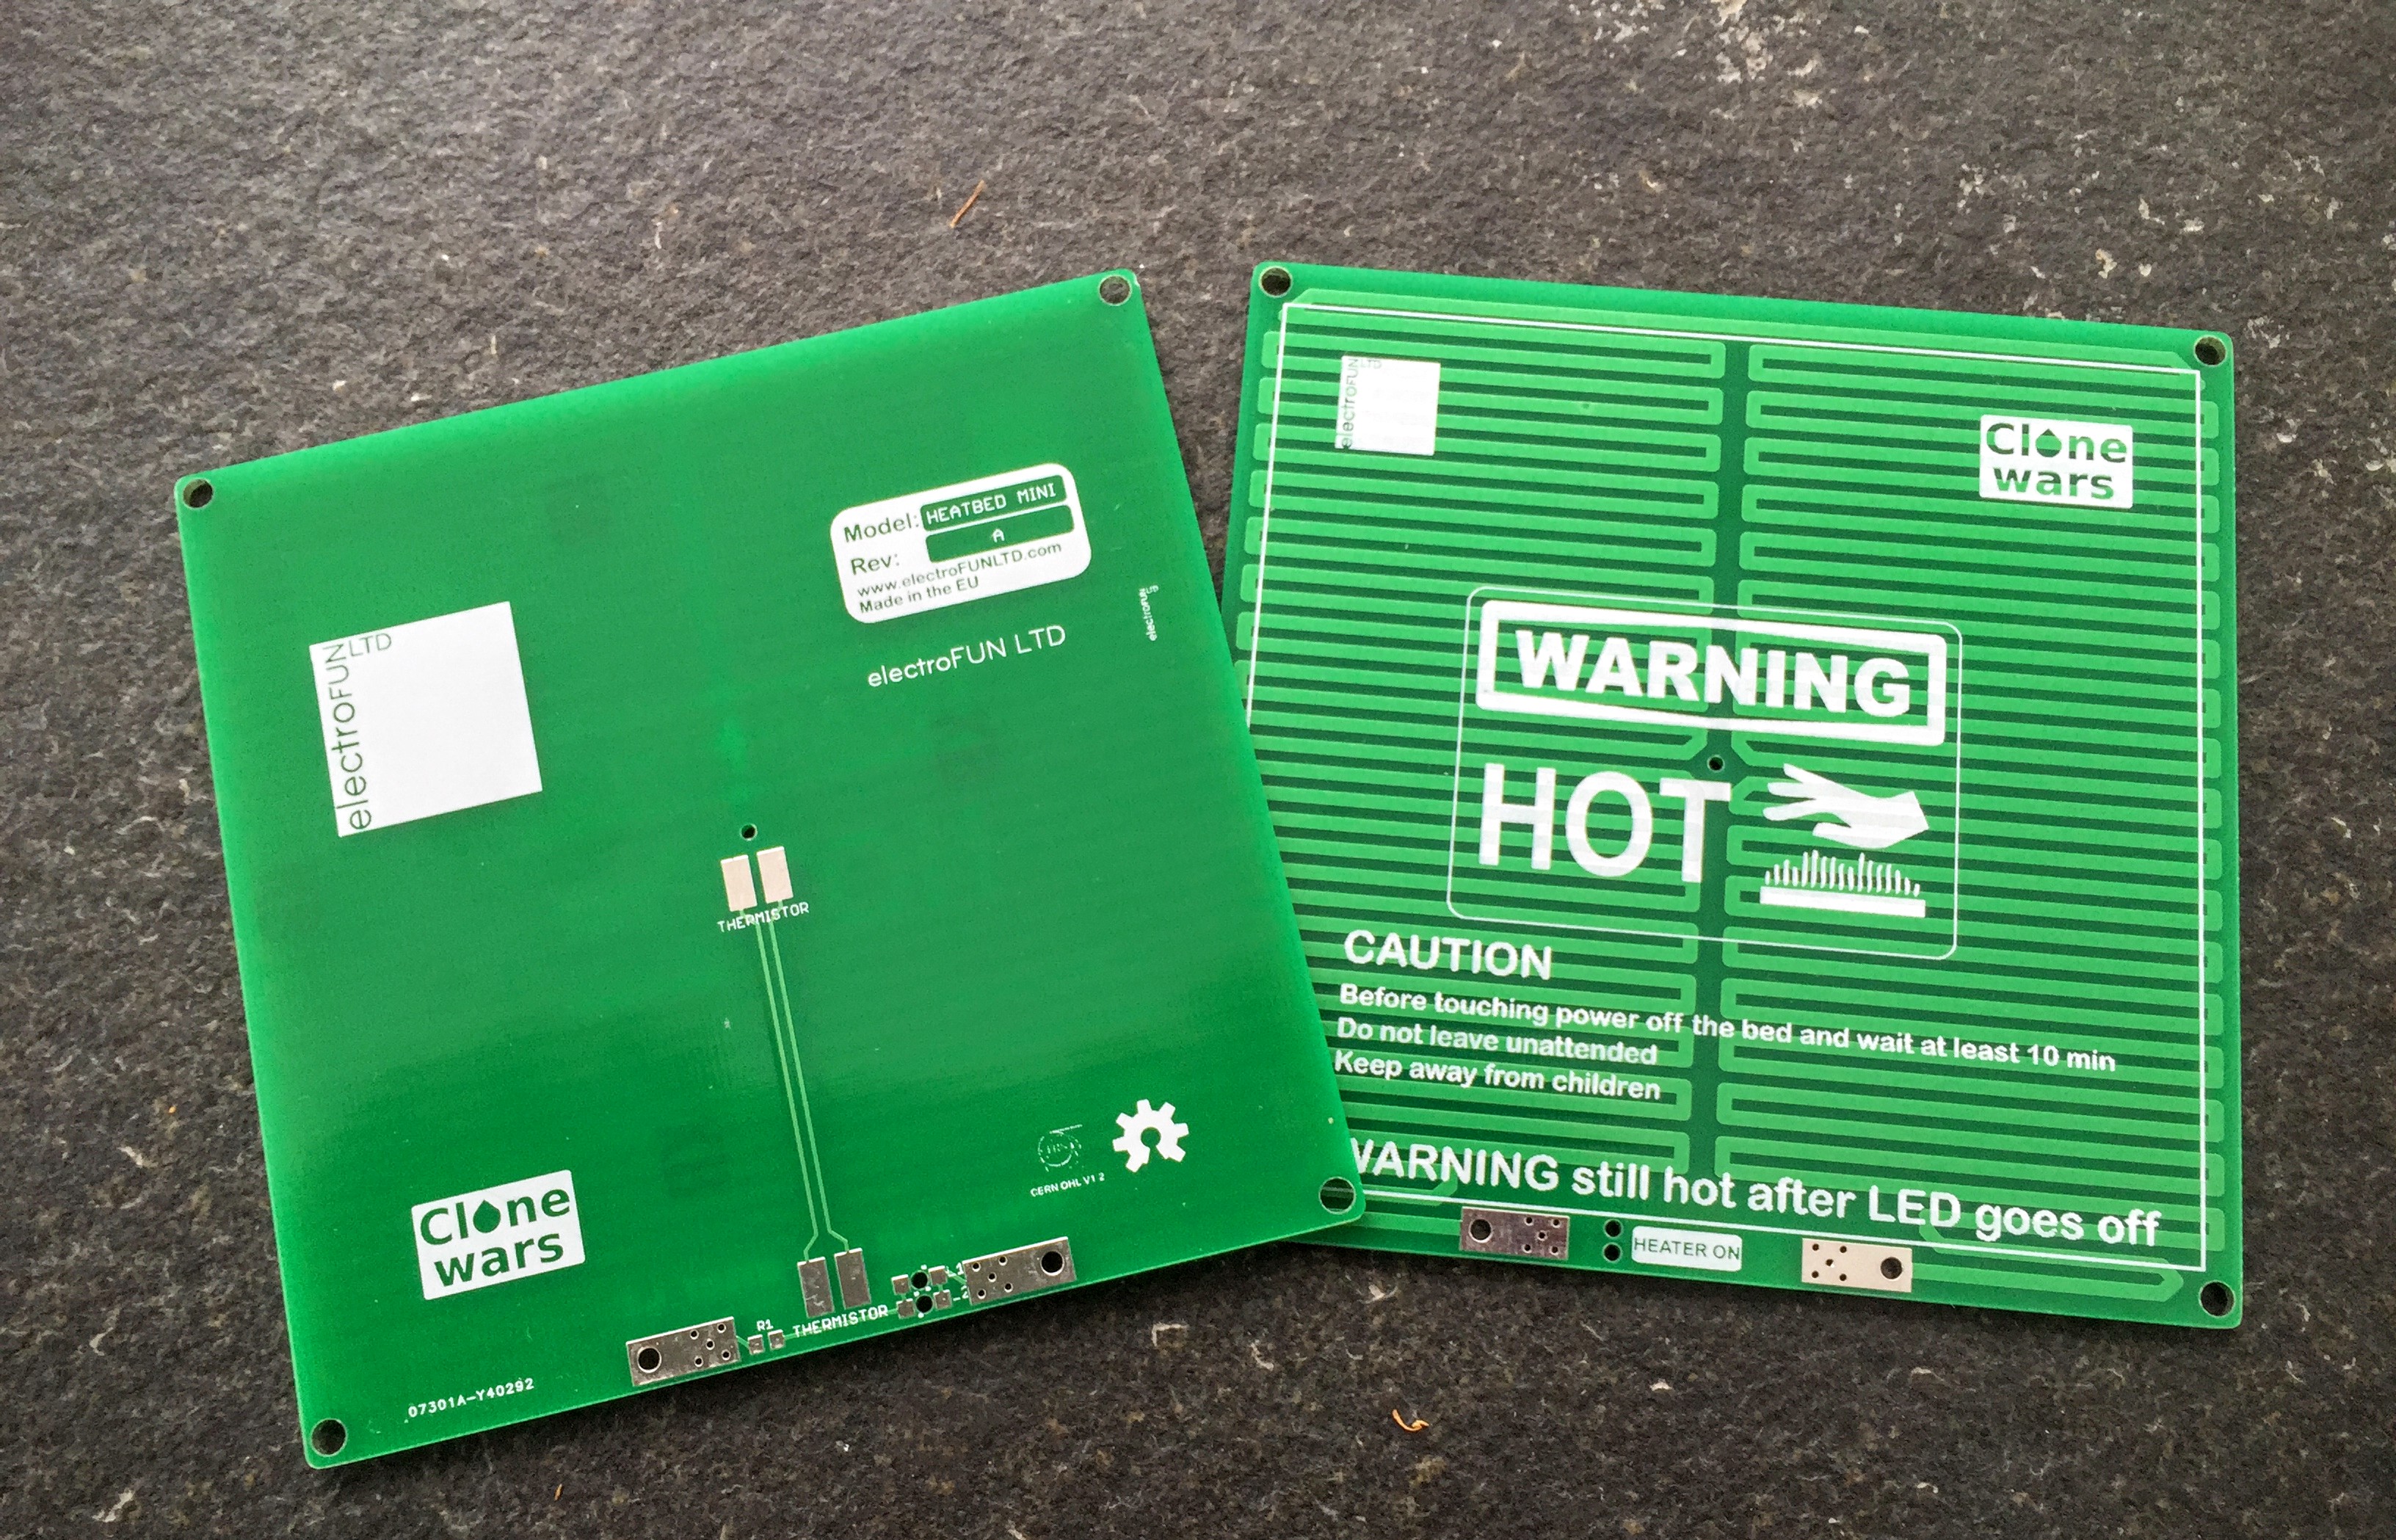 Model: HEATBED MINI
Rev: A
www.electroFUNLTD.com
Made in the EU
electroFUN LTD
electroFUN
electroFUNLTD
THERMISTOR
Clone
wars
CERN OHL V1 2
R1
THERMISTOR
07301A-Y40292
electroFUNLTD
Clone
wars
WARNING
HOT
CAUTION
Before touching power off the bed and wait at least 10 min
Do not leave unattended
Keep away from children
WARNING still hot after LED goes off
HEATER ON